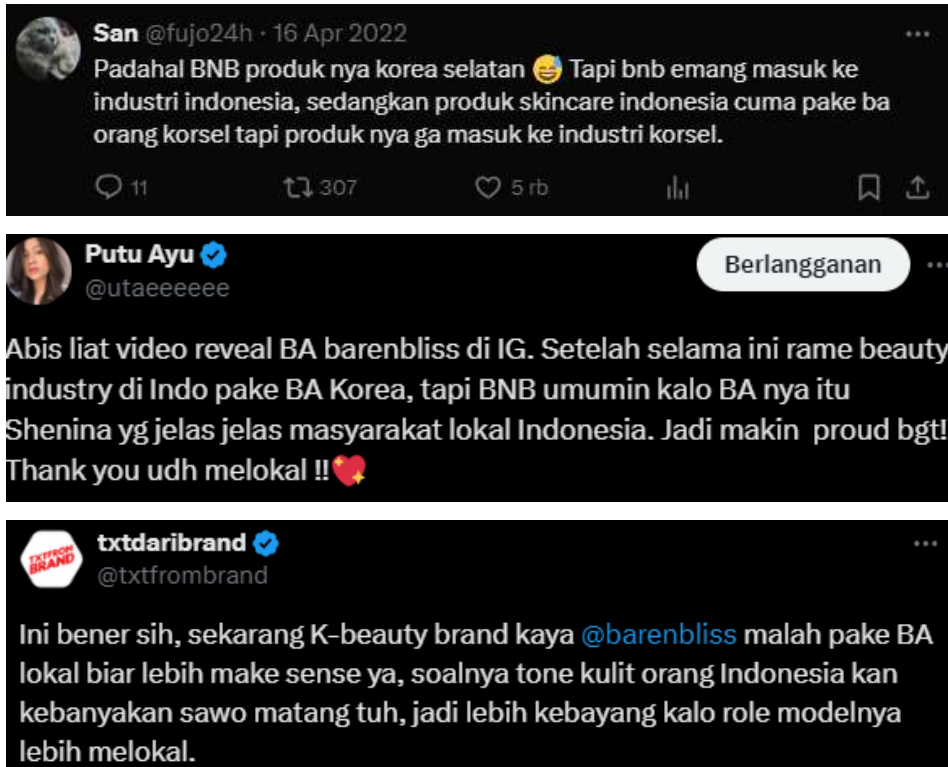 San @fujo24h · 16 Apr 2022
Padahal BNB produk nya korea selatan 😅 Tapi bnb emang masuk ke
industri indonesia, sedangkan produk skincare indonesia cuma pake ba
orang korsel tapi produk nya ga masuk ke industri korsel.
11 307 5 rb
Putu Ayu
Berlangganan
@utaeeeeee
Abis liat video reveal BA barenbliss di IG. Setelah selama ini rame beauty
industry di Indo pake BA Korea, tapi BNB umumin kalo BA nya itu
Shenina yg jelas jelas masyarakat lokal Indonesia. Jadi makin proud bgt!
Thank you udh melokal !!💖
TXTFROM
BRAND
txtdaribrand
@txtfrombrand
Ini bener sih, sekarang K-beauty brand kaya @barenbliss malah pake BA
lokal biar lebih make sense ya, soalnya tone kulit orang Indonesia kan
kebanyakan sawo matang tuh, jadi lebih kebayang kalo role modelnya
lebih melokal.